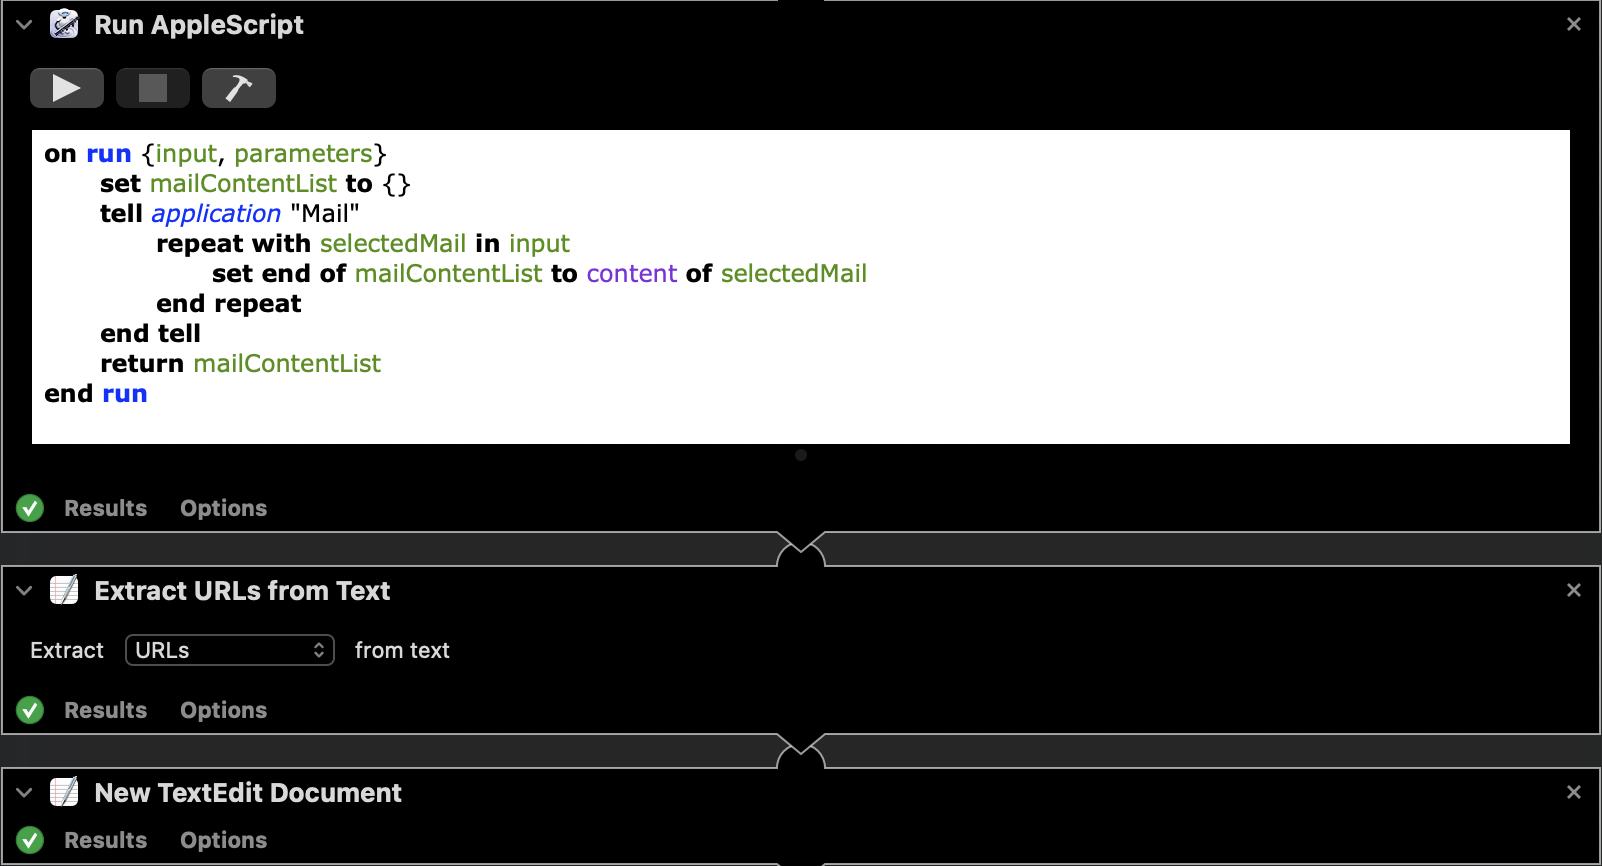 Run AppleScript
on run {input, parameters}
set mailContentList to {}
tell application "Mail"
repeat with selectedMail in input
set end of mailContentList to content of selectedMail
end repeat
end tell
return mailContentList
end run
Results Options
Extract URLs from Text
Extract URLs from text
Results Options
New TextEdit Document
Results Options